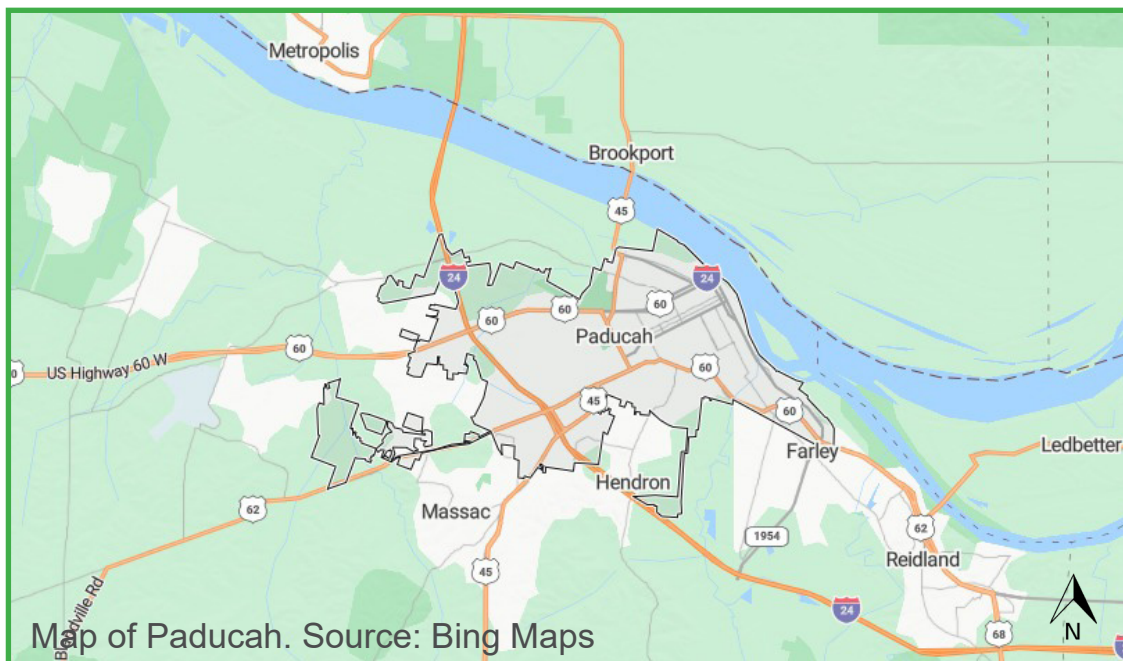 Metropolis
Brookport
45
24
24
60
60
60
Paducah
60
US Highway 60 W
60
60
45
Farley
Ledbetter
Hendron
Massac
62
62
1954
Reidland
45
24
68
N
Map of Paducah. Source: Bing Maps